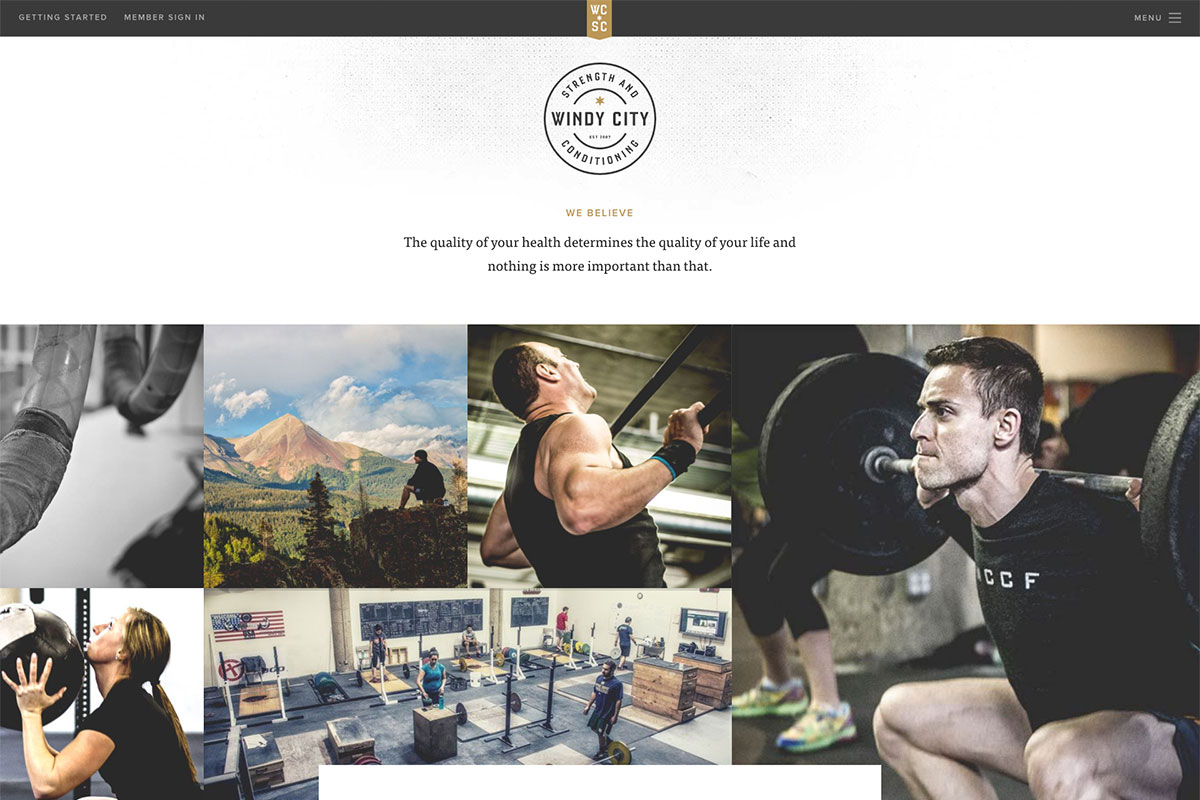 GETTING STARTED MEMBER SIGN IN
WC
SC
MENU
STRENGTH AND
WINDY CITY
EST 2007
CONDITIONING
WE BELIEVE
The quality of your health determines the quality of your life and
nothing is more important than that.
CCF